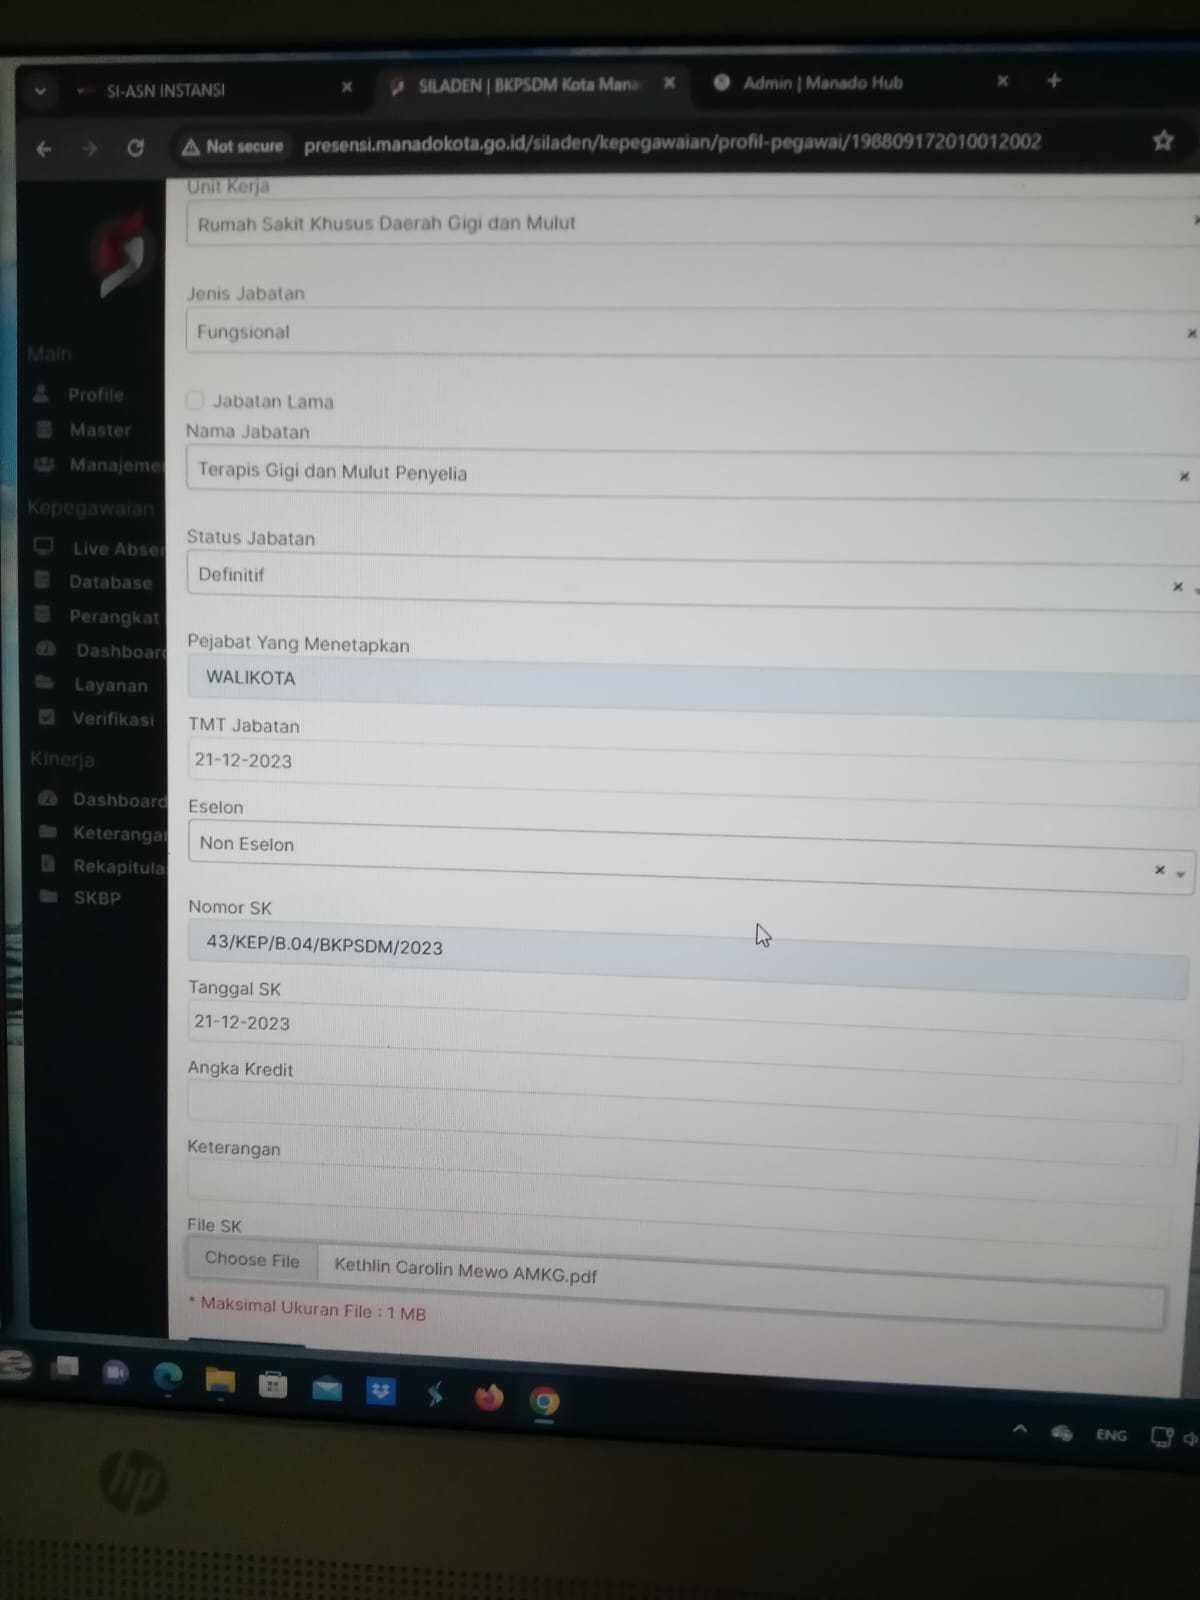 SI-ASN INSTANSI
SILADEN | BKPSDM Kota Mana
Admin | Manado Hub
Not secure presensi.manadokota.go.id/siladen/kepegawaian/profil-pegawai/198809172010012002
Unit Kerja
Rumah Sakit Khusus Daerah Gigi dan Mulut
Jenis Jabatan
Fungsional
Jabatan Lama
Nama Jabatan
Terapis Gigi dan Mulut Penyelia
Status Jabatan
Definitif
Pejabat Yang Menetapkan
WALIKOTA
TMT Jabatan
21-12-2023
Eselon
Non Eselon
Nomor SK
43/KEP/B.04/BKPSDM/2023
Tanggal SK
21-12-2023
Angka Kredit
Keterangan
File SK
Choose File Kethlin Carolin Mewo AMKG.pdf
* Maksimal Ukuran File : 1 MB
Main
Profile
Master
Manajemen
Kepegawaian
Live Absen
Database
Perangkat
Dashboard
Layanan
Verifikasi
Kinerja
Dashboard
Keterangan
Rekapitula
SKBP
ENG
hp